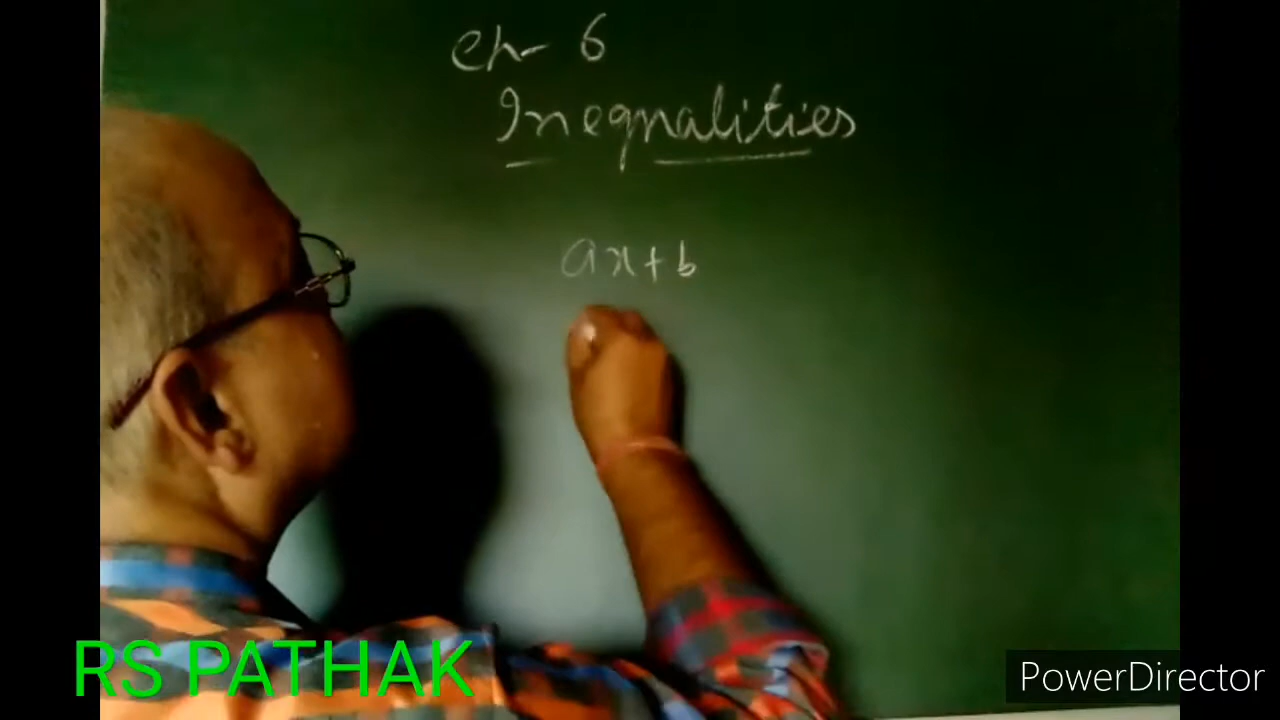 Ch- 6
Inequalities
ax+b
RS PATHAK
PowerDirector